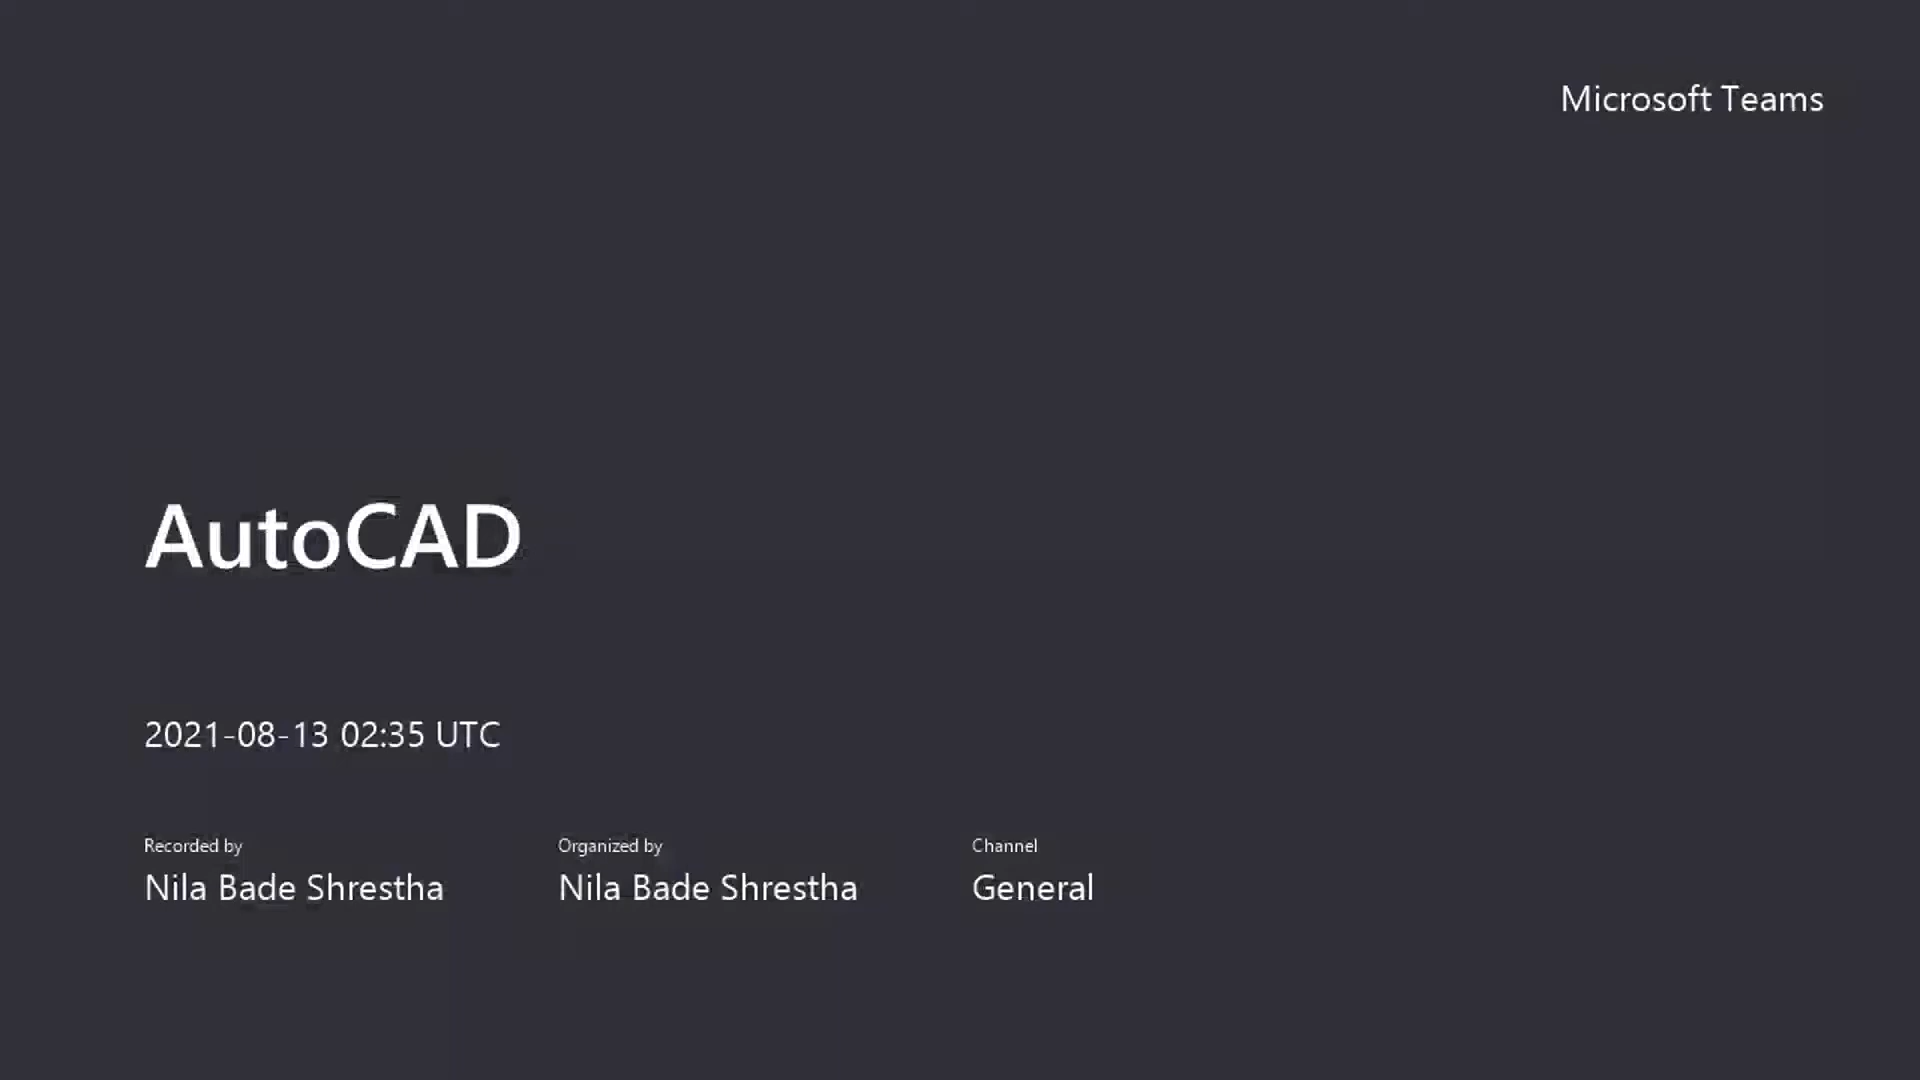 Microsoft Teams
AutoCAD
2021-08-13 02:35 UTC
Recorded by
Nila Bade Shrestha
Organized by
Nila Bade Shrestha
Channel
General